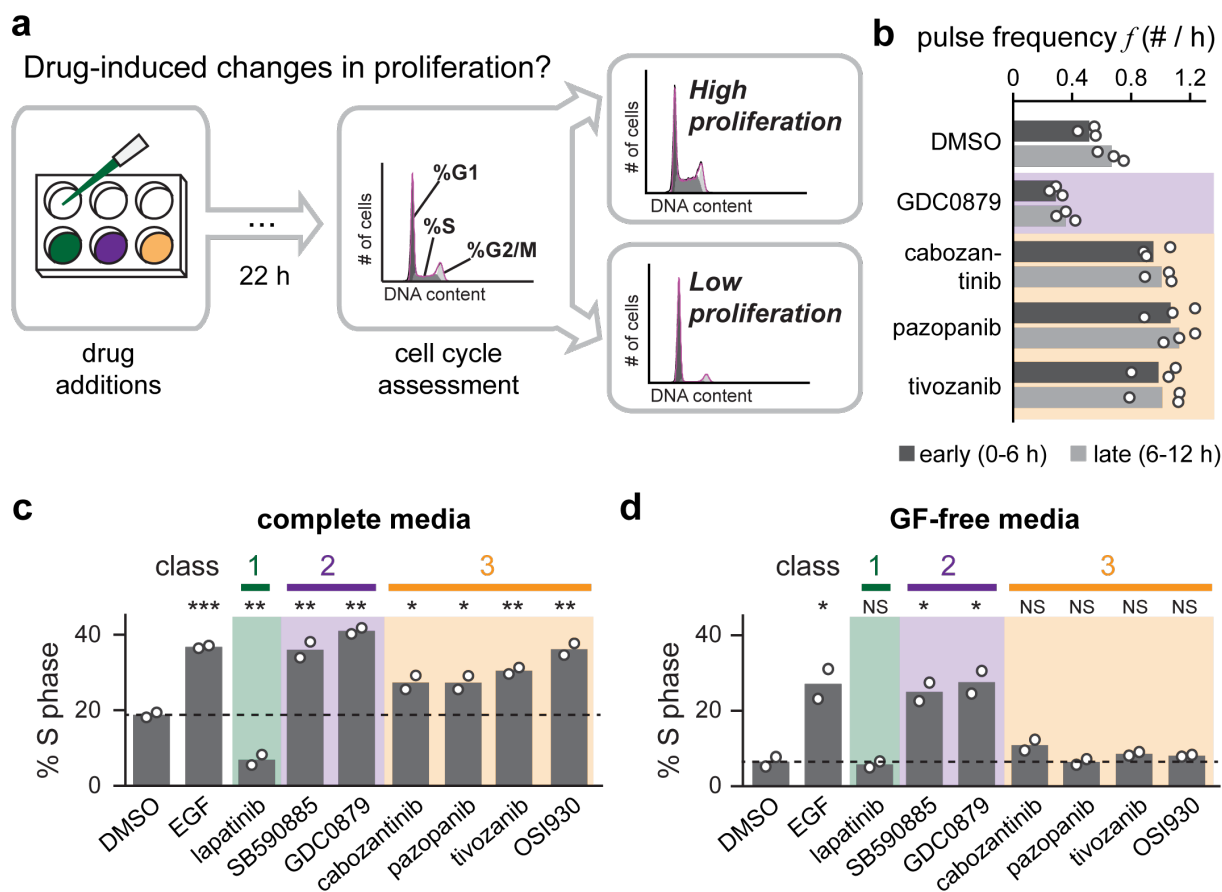 a
Drug-induced changes in proliferation?
...
22 h
drug
additions
# of cells
%G1
%S
%G2/M
DNA content
cell cycle
assessment
# of cells
High
proliferation
DNA content
# of cells
Low
proliferation
DNA content
b
pulse frequency f (# / h)
0 0.4 0.8 1.2
DMSO
GDC0879
cabozan-
tinib
pazopanib
tivozanib
early (0-6 h) late (6-12 h)
c
complete media
class 1 2 3
*** ** ** ** * * ** **
% S phase
40
20
0
DMSO
EGF
lapatinib
SB590885
GDC0879
cabozantinib
pazopanib
tivozanib
OSI930
d
GF-free media
class 1 2 3
* NS * * NS NS NS NS
% S phase
40
20
0
DMSO
EGF
lapatinib
SB590885
GDC0879
cabozantinib
pazopanib
tivozanib
OSI930